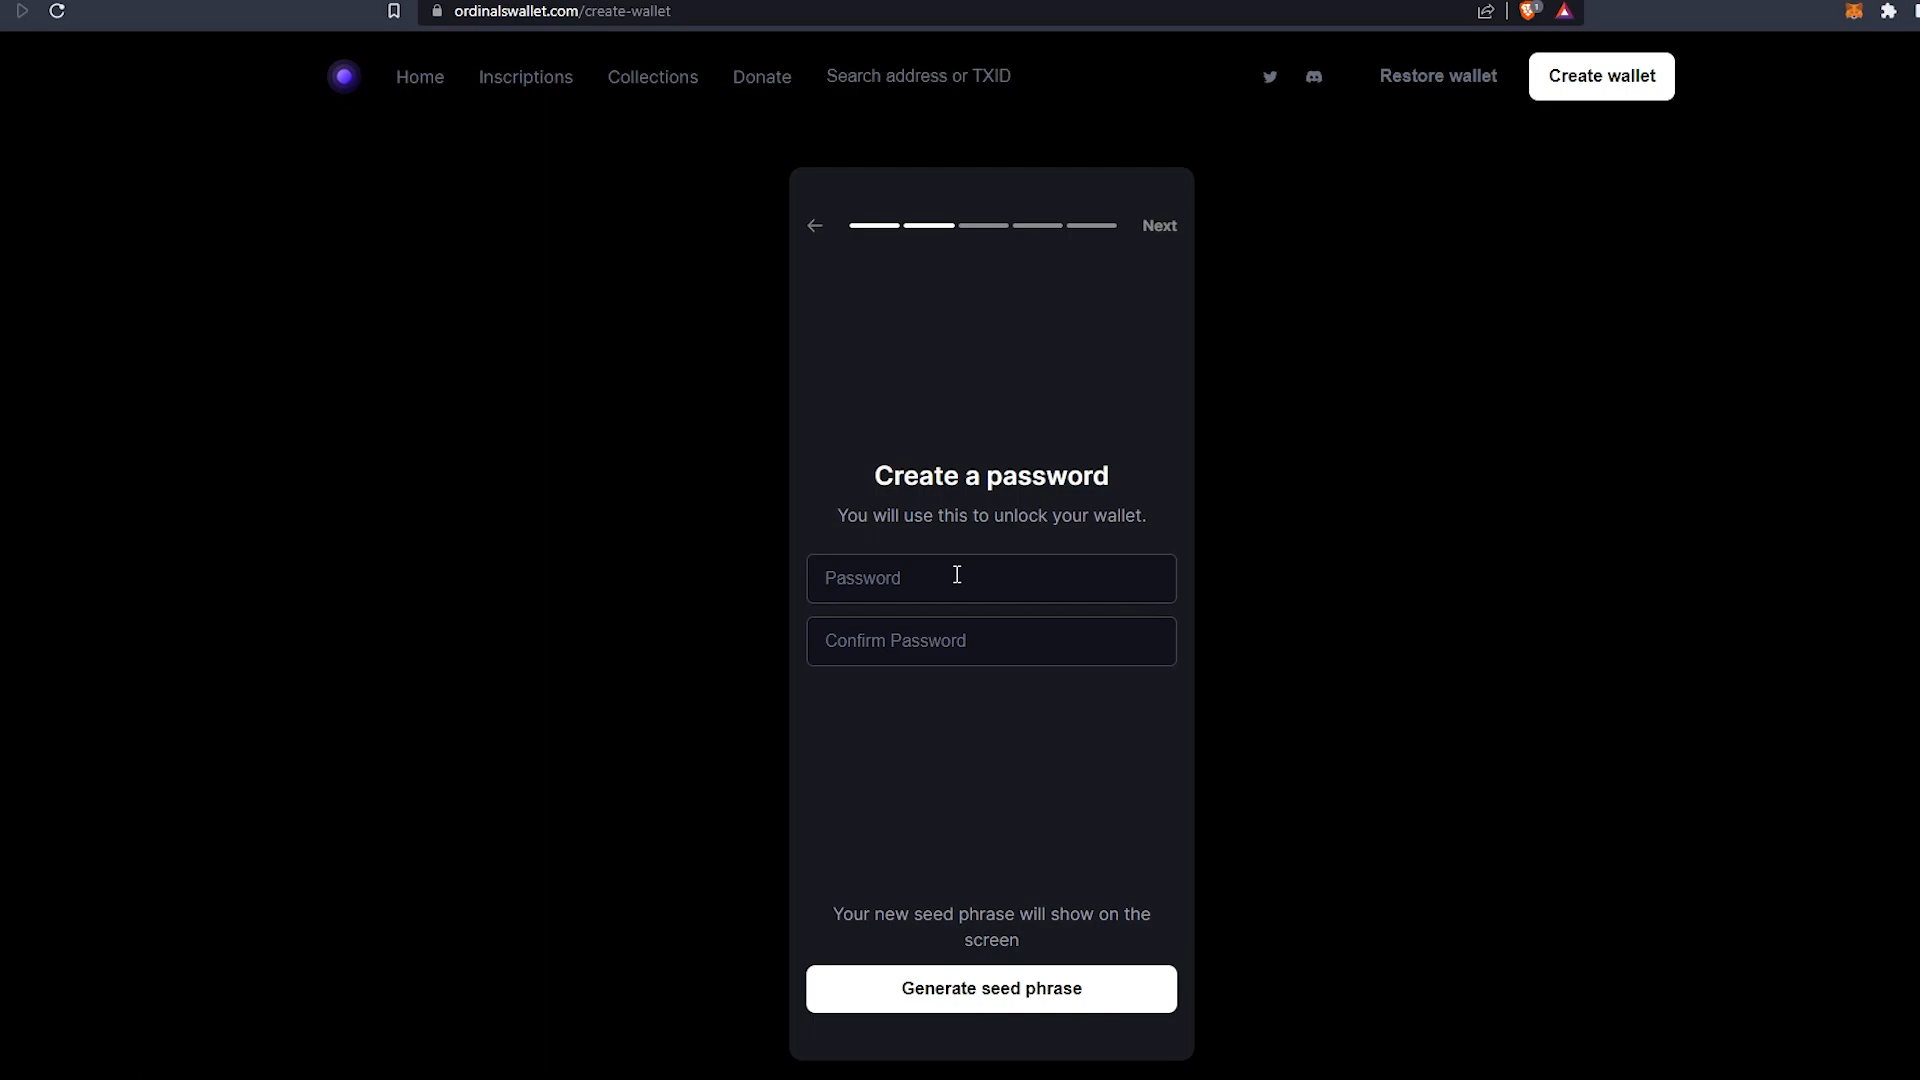 ordinalswallet.com/create-wallet
1
Home Inscriptions Collections Donate Search address or TXID Restore wallet Create wallet
Next
Create a password
You will use this to unlock your wallet.
Password
Confirm Password
Your new seed phrase will show on the
screen
Generate seed phrase